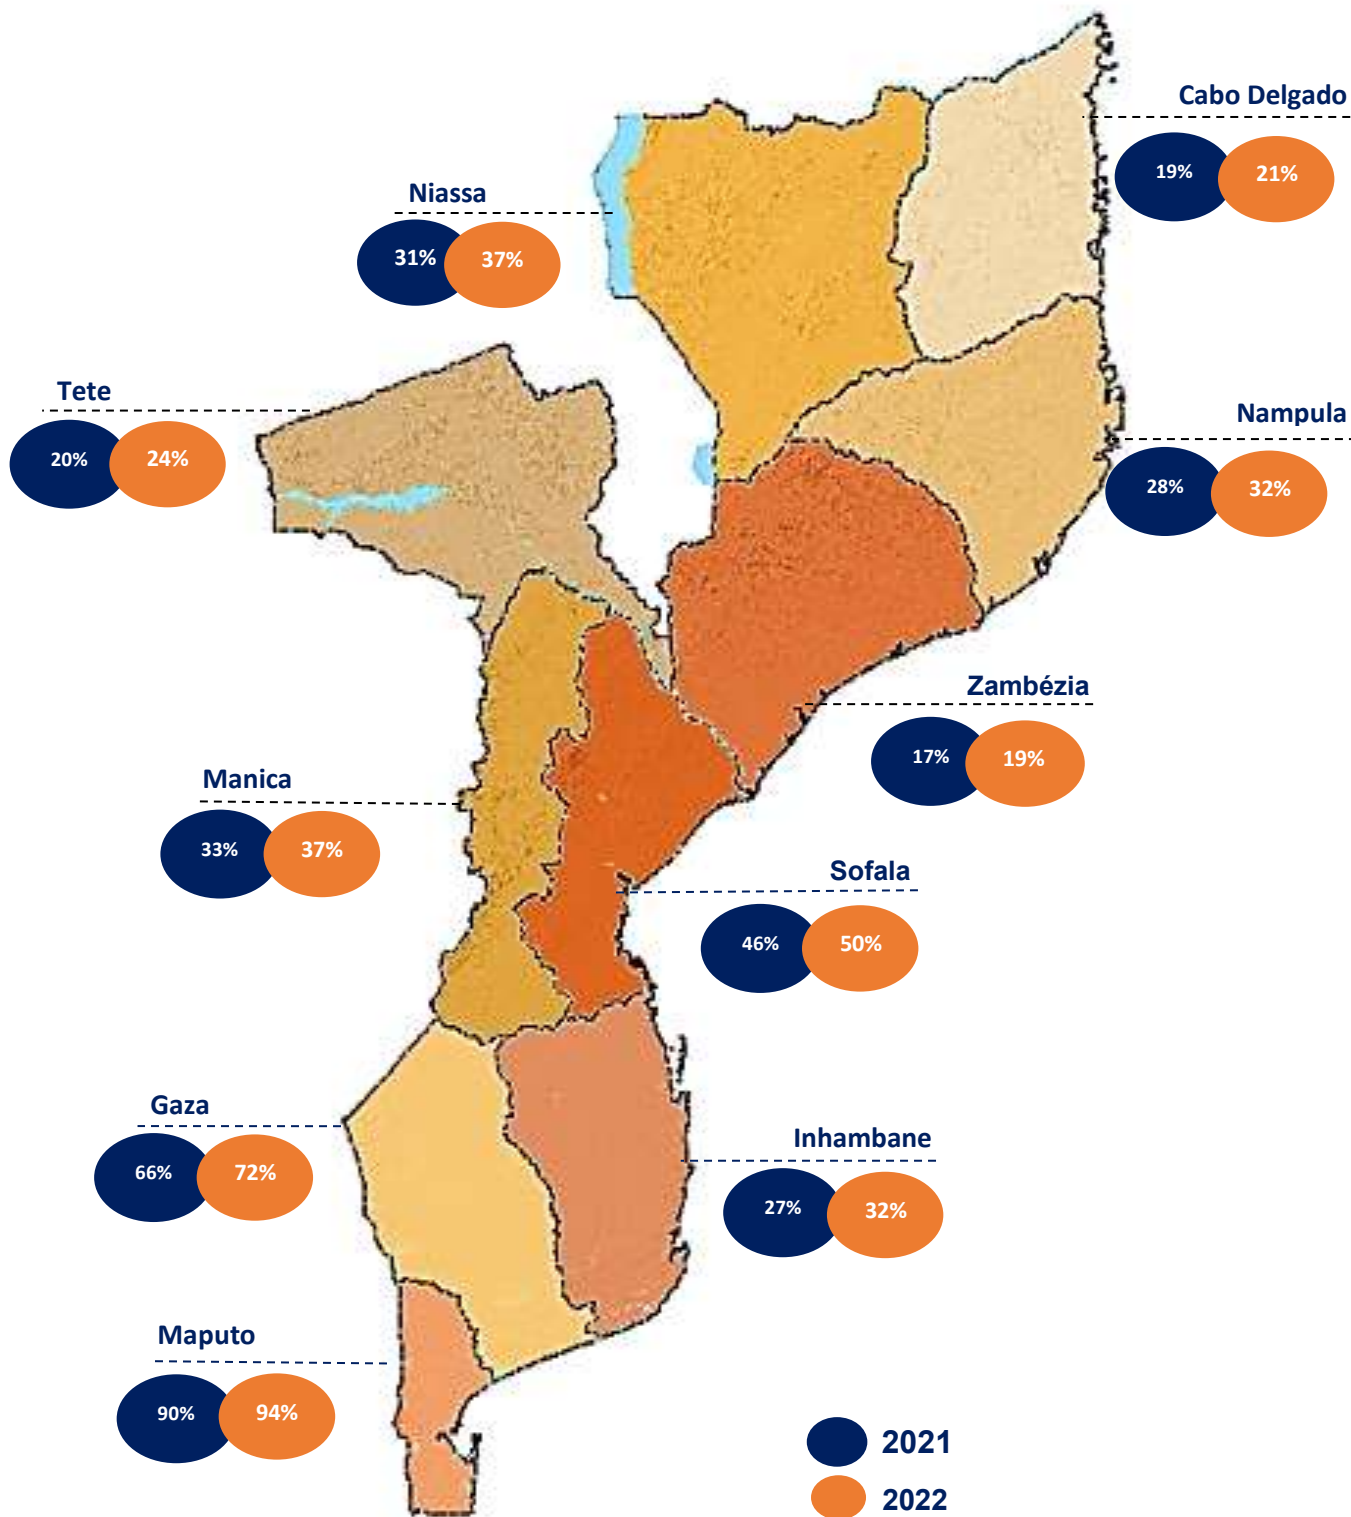 Cabo Delgado
19% 21%
Niassa
31% 37%
Tete
20% 24%
Nampula
28% 32%
Zambézia
17% 19%
Manica
33% 37%
Sofala
46% 50%
Gaza
66% 72%
Inhambane
27% 32%
Maputo
90% 94%
2021
2022